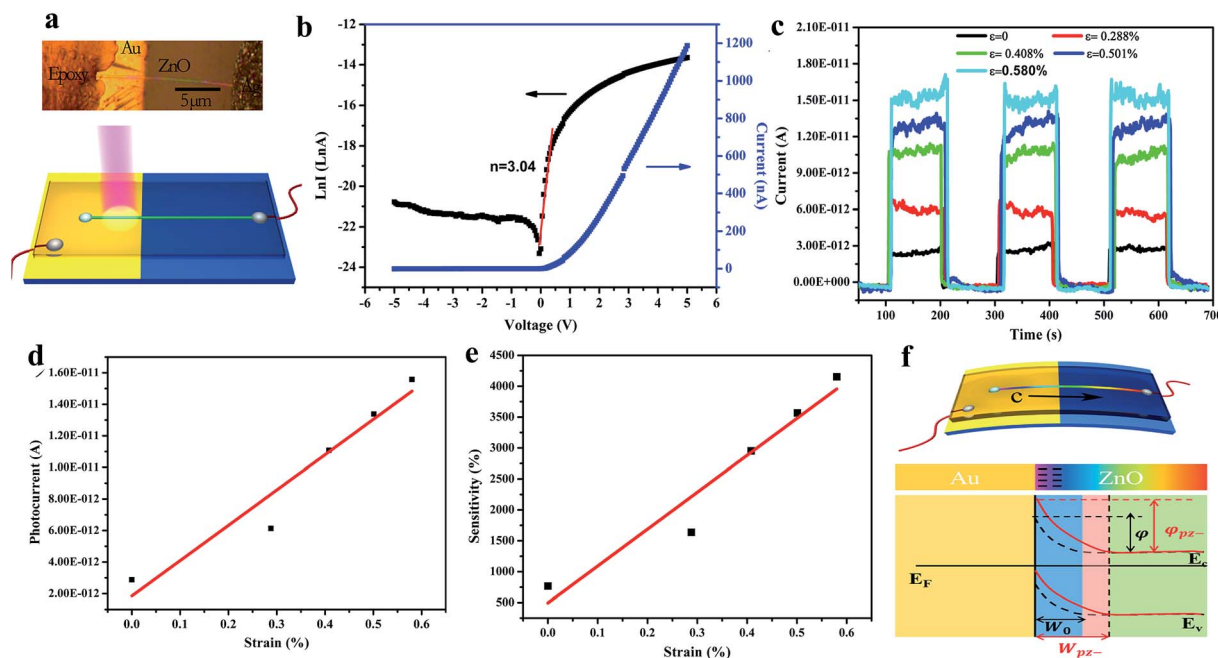 a
Au
Epoxy
ZnO
5μm
b
-12
-14
-16
-18
-20
-22
-24
LnI (LnA)
n=3.04
1200
1000
800
600
400
200
0
Current (nA)
-6 -5 -4 -3 -2 -1 0 1 2 3 4 5 6
Voltage (V)
c
2.10E-011
1.80E-011
1.50E-011
1.20E-011
9.00E-012
6.00E-012
3.00E-012
0.00E+000
Current (A)
ε=0 ε= 0.288%
ε= 0.408% ε=0.501%
ε=0.580%
100 200 300 400 500 600 700
Time (s)
d
1.60E-011
1.40E-011
1.20E-011
1.00E-011
8.00E-012
6.00E-012
4.00E-012
2.00E-012
Photocurrent (A)
0.0 0.1 0.2 0.3 0.4 0.5 0.6
Strain (%)
e
4500
4000
3500
3000
2500
2000
1500
1000
500
Sensitivity (%)
0.0 0.1 0.2 0.3 0.4 0.5 0.6
Strain (%)
f
C
Au ZnO
φ φpz−
Ec
EF
W0 Ev
Wpz−